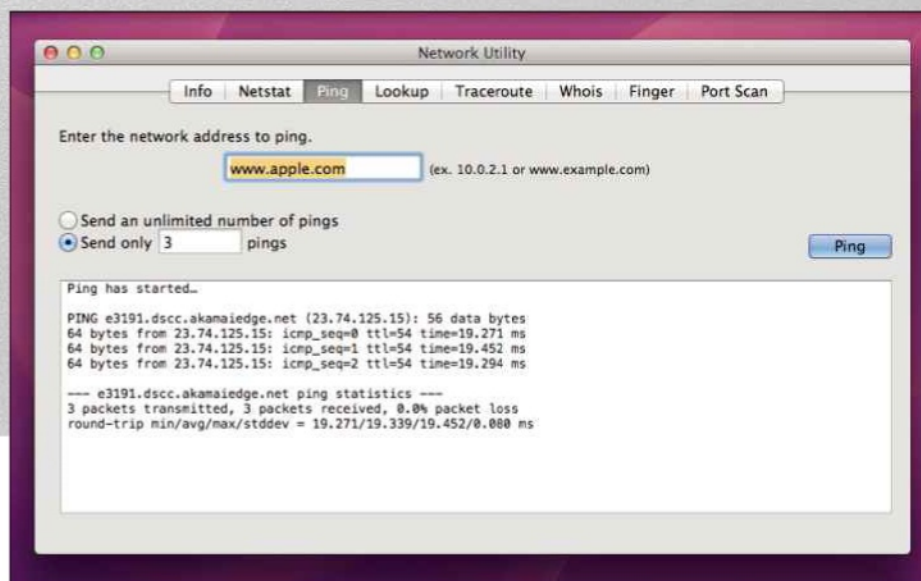 Network Utility
Info Netstat Ping Lookup Traceroute Whois Finger Port Scan
Enter the network address to ping.
www.apple.com (ex. 10.0.2.1 or www.example.com)
Send an unlimited number of pings
Send only 3 pings
Ping
Ping has started…
PING e3191.dscc.akamaiedge.net (23.74.125.15): 56 data bytes
64 bytes from 23.74.125.15: icmp_seq=0 ttl=54 time=19.271 ms
64 bytes from 23.74.125.15: icmp_seq=1 ttl=54 time=19.452 ms
64 bytes from 23.74.125.15: icmp_seq=2 ttl=54 time=19.294 ms
--- e3191.dscc.akamaiedge.net ping statistics ---
3 packets transmitted, 3 packets received, 0.0% packet loss
round-trip min/avg/max/stddev = 19.271/19.339/19.452/0.080 ms